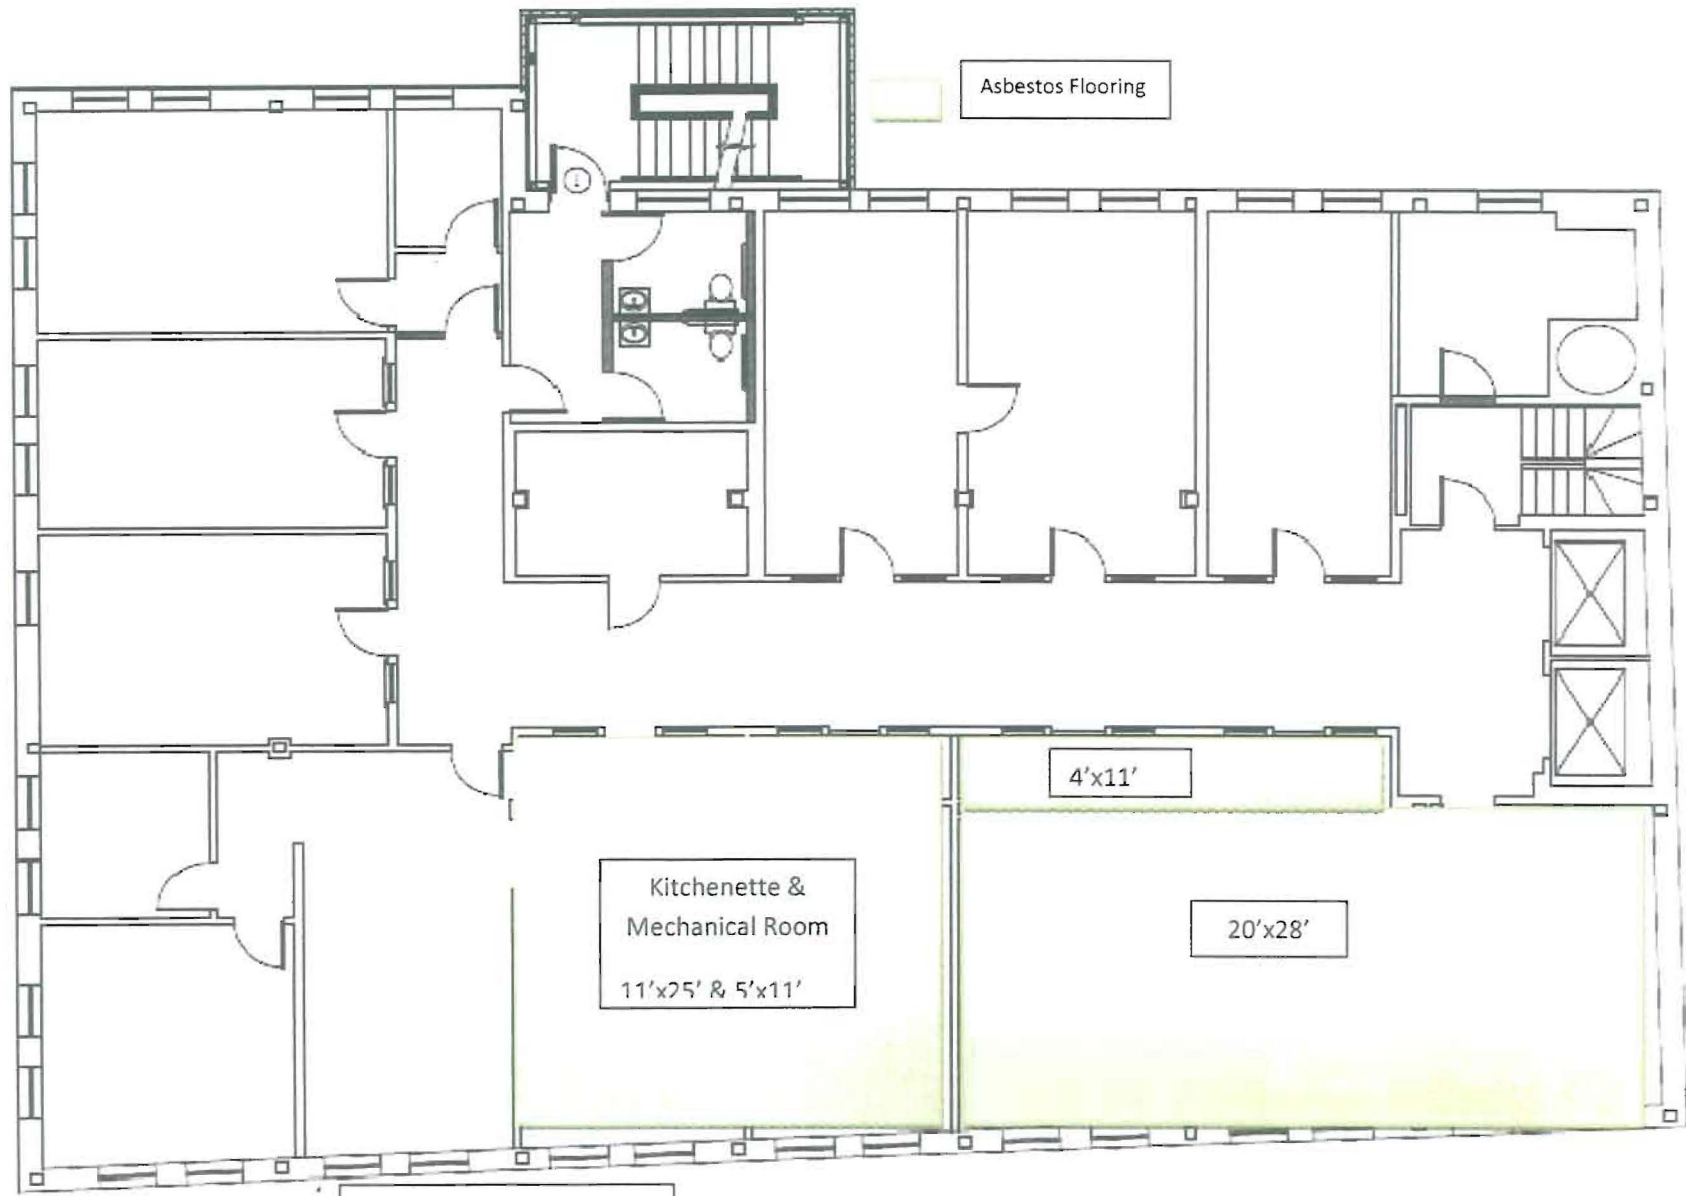 Asbestos Flooring
4'x11'
Kitchenette &
Mechanical Room
11'x25' & 5'x11'
20'x28'